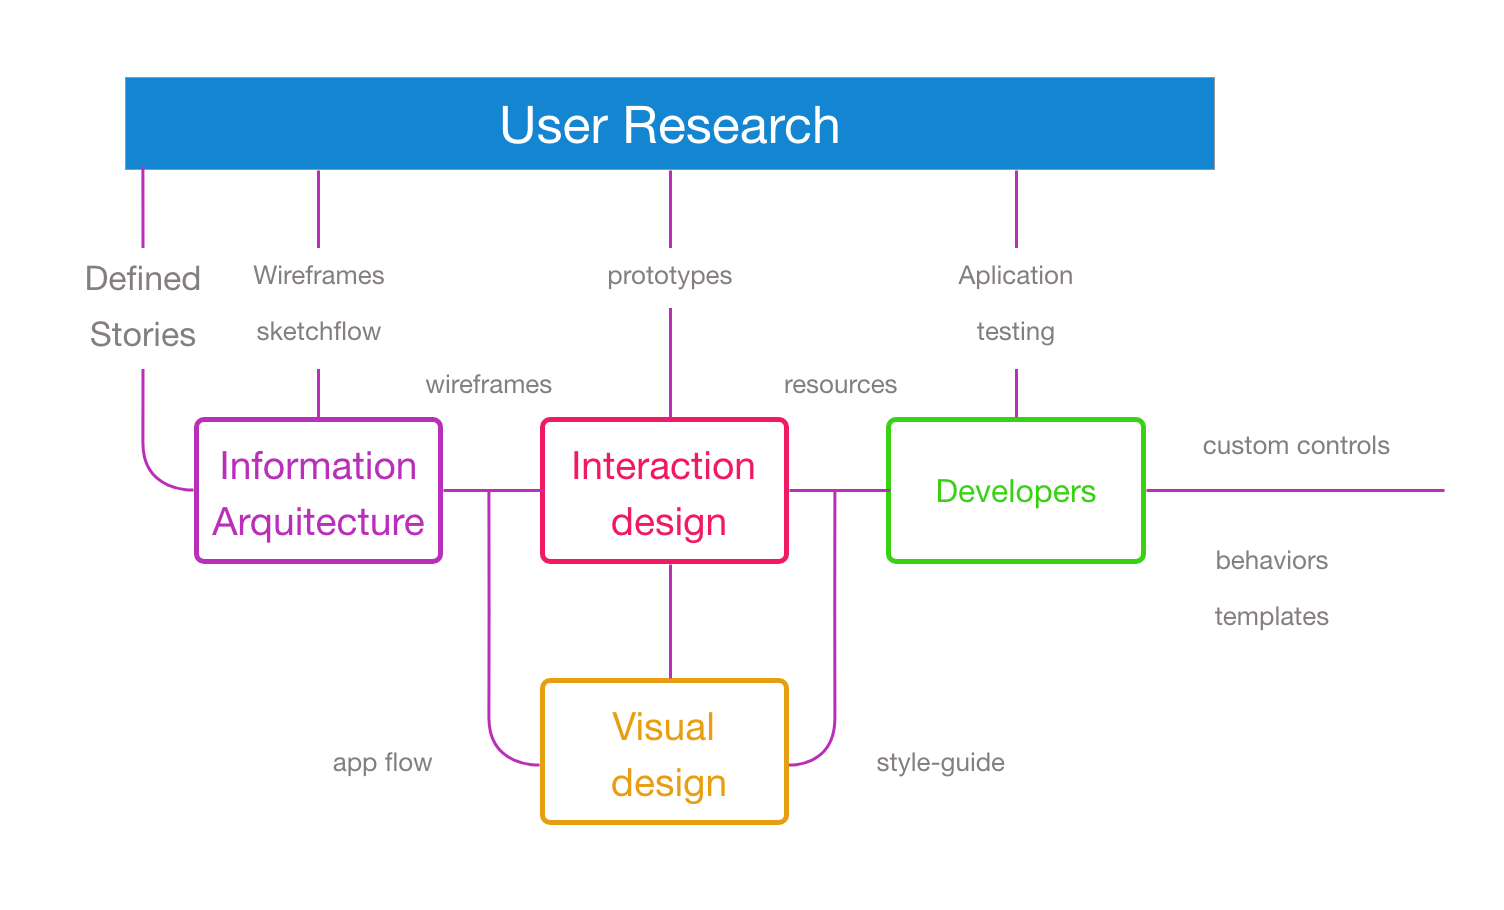 User Research
Defined
Stories
Wireframes
sketchflow
prototypes
Aplication
testing
wireframes
resources
Information
Arquitecture
Interaction
design
Developers
custom controls
behaviors
templates
Visual
design
app flow
style-guide